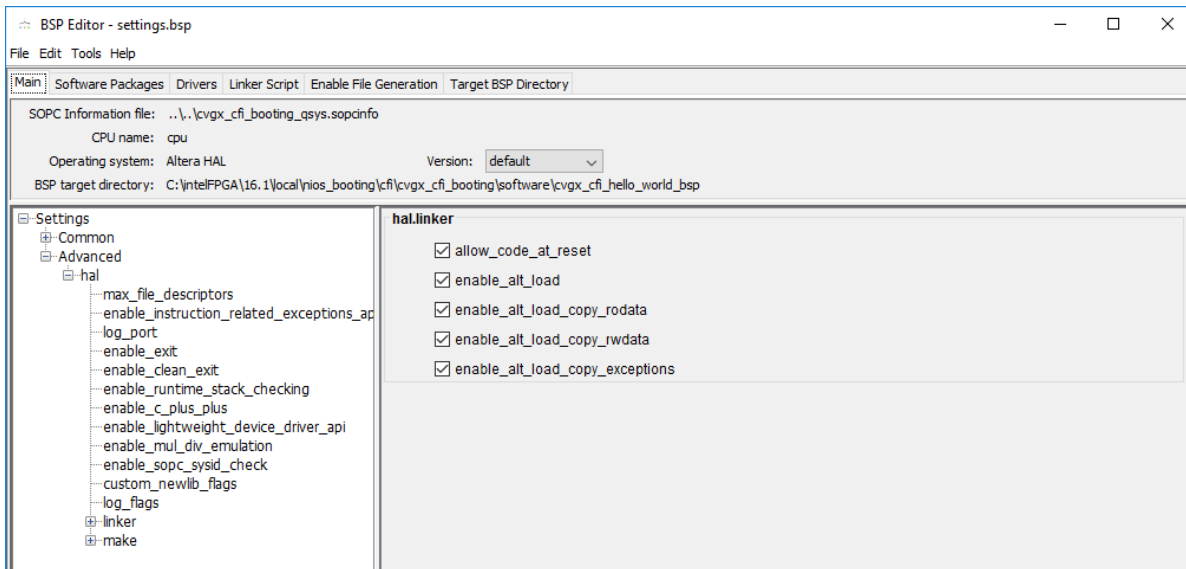 BSP Editor - settings.bsp
File Edit Tools Help
Main Software Packages Drivers Linker Script Enable File Generation Target BSP Directory
SOPC Information file: ..\..\cvgx_cfi_booting_qsys.sopcinfo
CPU name: cpu
Operating system: Altera HAL Version: default
BSP target directory: C:\intelFPGA\16.1\local\nios_booting\cfi\cvgx_cfi_booting\software\cvgx_cfi_hello_world_bsp
Settings
Common
Advanced
hal
max_file_descriptors
enable_instruction_related_exceptions_ap
log_port
enable_exit
enable_clean_exit
enable_runtime_stack_checking
enable_c_plus_plus
enable_lightweight_device_driver_api
enable_mul_div_emulation
enable_sopc_sysid_check
custom_newlib_flags
log_flags
linker
make
hal.linker
allow_code_at_reset
enable_alt_load
enable_alt_load_copy_rodata
enable_alt_load_copy_rwdata
enable_alt_load_copy_exceptions